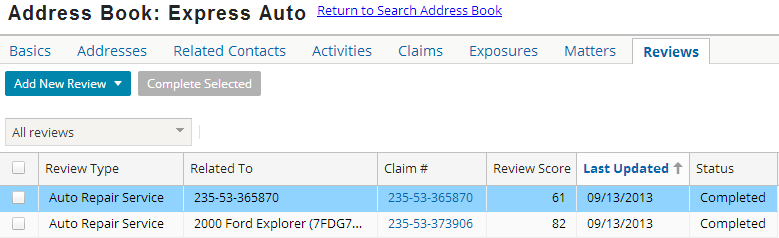 Address Book: Express Auto Return to Search Address Book
Basics Addresses Related Contacts Activities Claims Exposures Matters Reviews
Add New Review Complete Selected
All reviews
Review Type Related To Claim # Review Score Last Updated Status
Auto Repair Service 235-53-365870 235-53-365870 61 09/13/2013 Completed
Auto Repair Service 2000 Ford Explorer (7FDG7... 235-53-373906 82 09/13/2013 Completed